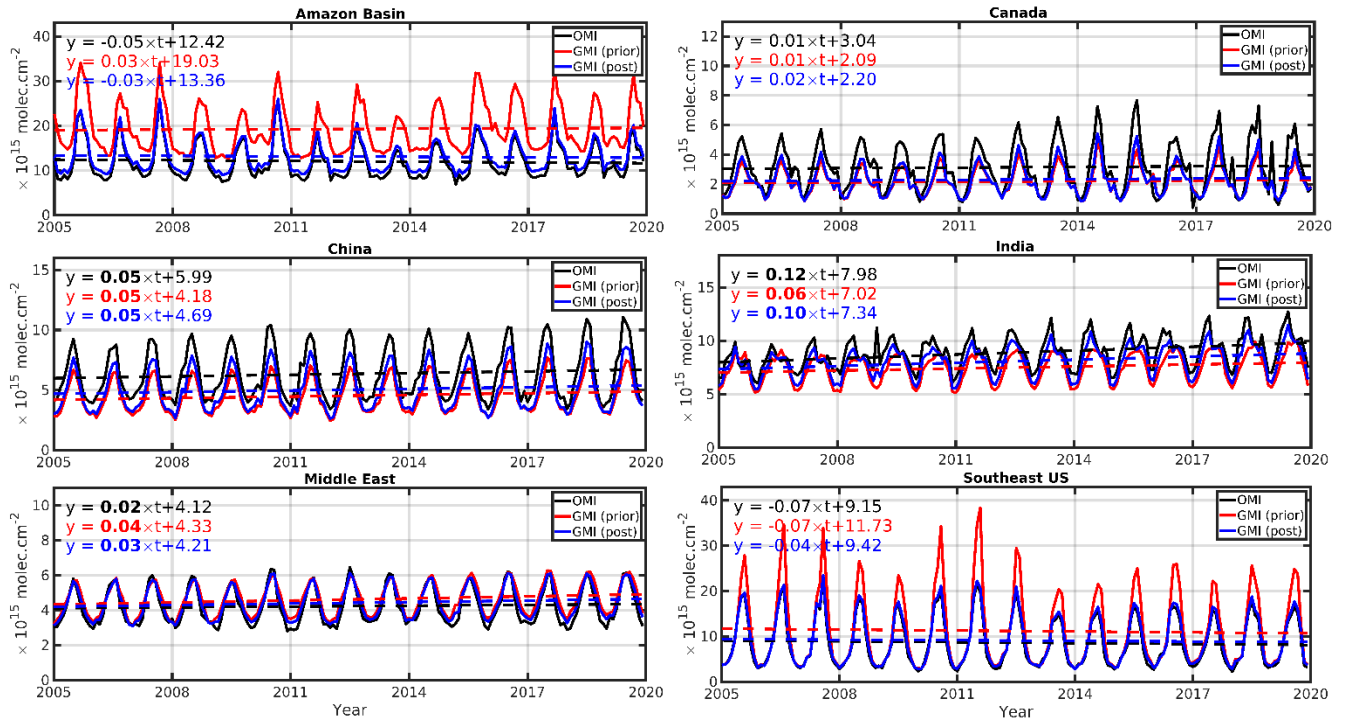 Amazon Basin
× 10^15 molec.cm^-2
40
30
20
10
0
y = -0.05×t+12.42
y = 0.03×t+19.03
y = -0.03×t+13.36
OMI
GMI (prior)
GMI (post)
2005 2008 2011 2014 2017 2020
Canada
× 10^15 molec.cm^-2
12
10
8
6
4
2
0
y = 0.01×t+3.04
y = 0.01×t+2.09
y = 0.02×t+2.20
OMI
GMI (prior)
GMI (post)
2005 2008 2011 2014 2017 2020
China
× 10^15 molec.cm^-2
15
10
5
0
y = 0.05×t+5.99
y = 0.05×t+4.18
y = 0.05×t+4.69
OMI
GMI (prior)
GMI (post)
2005 2008 2011 2014 2017 2020
India
× 10^15 molec.cm^-2
15
10
5
0
y = 0.12×t+7.98
y = 0.06×t+7.02
y = 0.10×t+7.34
OMI
GMI (prior)
GMI (post)
2005 2008 2011 2014 2017 2020
Middle East
× 10^15 molec.cm^-2
10
8
6
4
2
0
y = 0.02×t+4.12
y = 0.04×t+4.33
y = 0.03×t+4.21
OMI
GMI (prior)
GMI (post)
2005 2008 2011 2014 2017 2020
Year
Southeast US
× 10^15 molec.cm^-2
40
30
20
10
0
y = -0.07×t+9.15
y = -0.07×t+11.73
y = -0.04×t+9.42
OMI
GMI (prior)
GMI (post)
2005 2008 2011 2014 2017 2020
Year